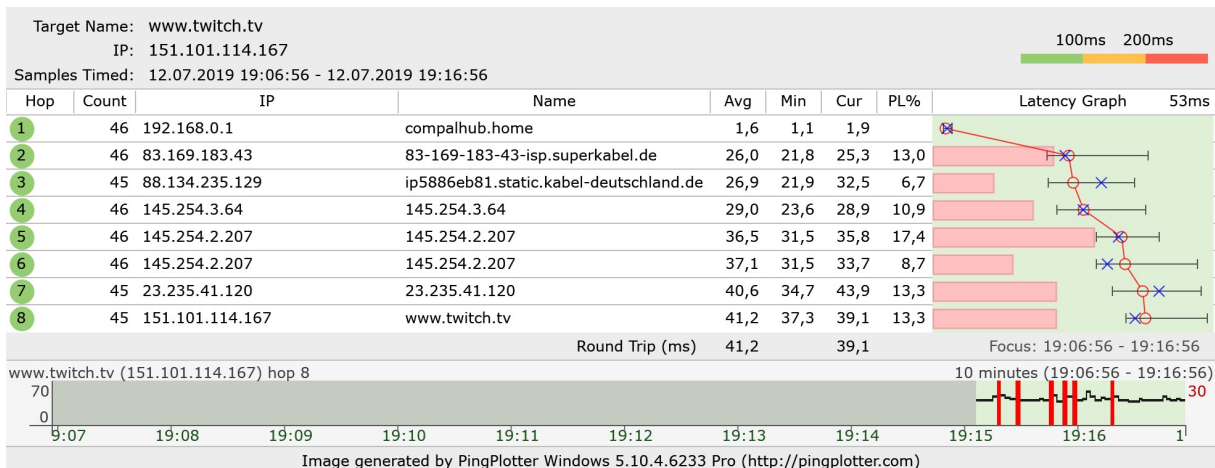 Target Name: www.twitch.tv
IP: 151.101.114.167
100ms 200ms
Samples Timed: 12.07.2019 19:06:56 - 12.07.2019 19:16:56
Hop Count IP Name Avg Min Cur PL% Latency Graph 53ms
1 46 192.168.0.1 compalhub.home 1,6 1,1 1,9
2 46 83.169.183.43 83-169-183-43-isp.superkabel.de 26,0 21,8 25,3 13,0
3 45 88.134.235.129 ip5886eb81.static.kabel-deutschland.de 26,9 21,9 32,5 6,7
4 46 145.254.3.64 145.254.3.64 29,0 23,6 28,9 10,9
5 46 145.254.2.207 145.254.2.207 36,5 31,5 35,8 17,4
6 46 145.254.2.207 145.254.2.207 37,1 31,5 33,7 8,7
7 45 23.235.41.120 23.235.41.120 40,6 34,7 43,9 13,3
8 45 151.101.114.167 www.twitch.tv 41,2 37,3 39,1 13,3
Round Trip (ms) 41,2 39,1 Focus: 19:06:56 - 19:16:56
www.twitch.tv (151.101.114.167) hop 8 10 minutes (19:06:56 - 19:16:56)
70 30
0
9:07 19:08 19:09 19:10 19:11 19:12 19:13 19:14 19:15 19:16 1
Image generated by PingPlotter Windows 5.10.4.6233 Pro (http://pingplotter.com)